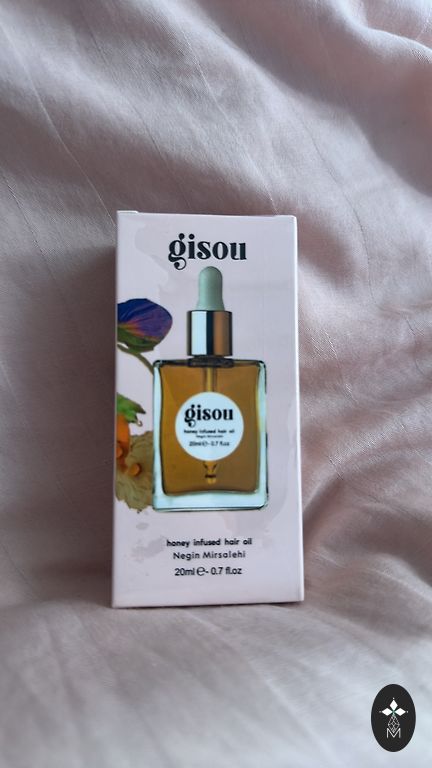 gisou
gisou
honey infused hair oil
Negin Mirsalehi
20ml℮- 0.7 fl.oz
honey infused hair oil
Negin Mirsalehi
20ml℮- 0.7 fl.oz
M